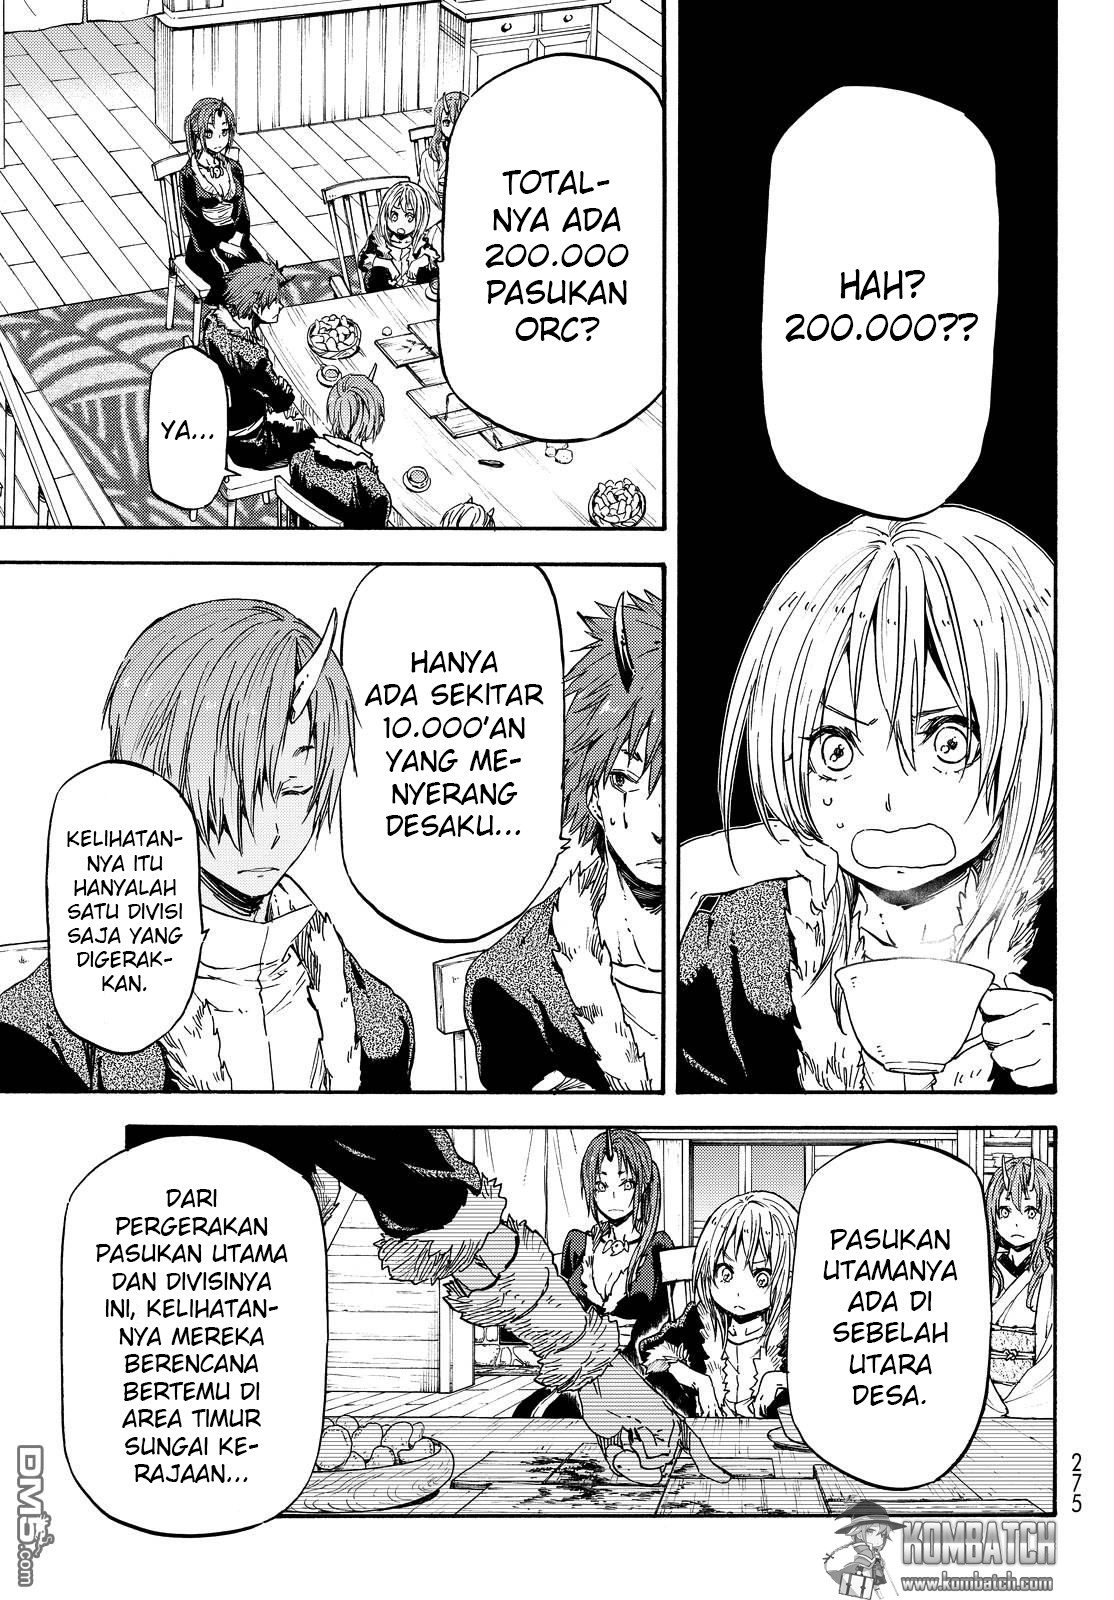 HAH?
200.000??
TOTAL-
NYA ADA
200.000
PASUKAN
ORC?
YA...
HANYA
ADA SEKITAR
10.000'AN
YANG ME-
NYERANG
DESAKU...
KELIHATAN-
NYA ITU
HANYALAH
SATU DIVISI
SAJA YANG
DIGERAK-
KAN.
PASUKAN
UTAMANYA
ADA DI
SEBELAH
UTARA
DESA.
DARI
PERGERAKAN
PASUKAN UTAMA
DAN DIVISINYA
INI, KELIHATAN-
NYA MEREKA
BERENCANA
BERTEMU DI
AREA TIMUR
SUNGAI KE-
RAJAAN...
275
DM5.com
KOMBATCH
www.kombatch.com